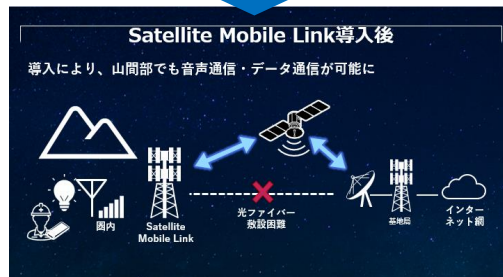 Satellite Mobile Link導入後
導入により、山間部でも音声通信・データ通信が可能に
圏内
Satellite
Mobile Link
光ファイバー
敷設困難
基地局
インター
ネット網